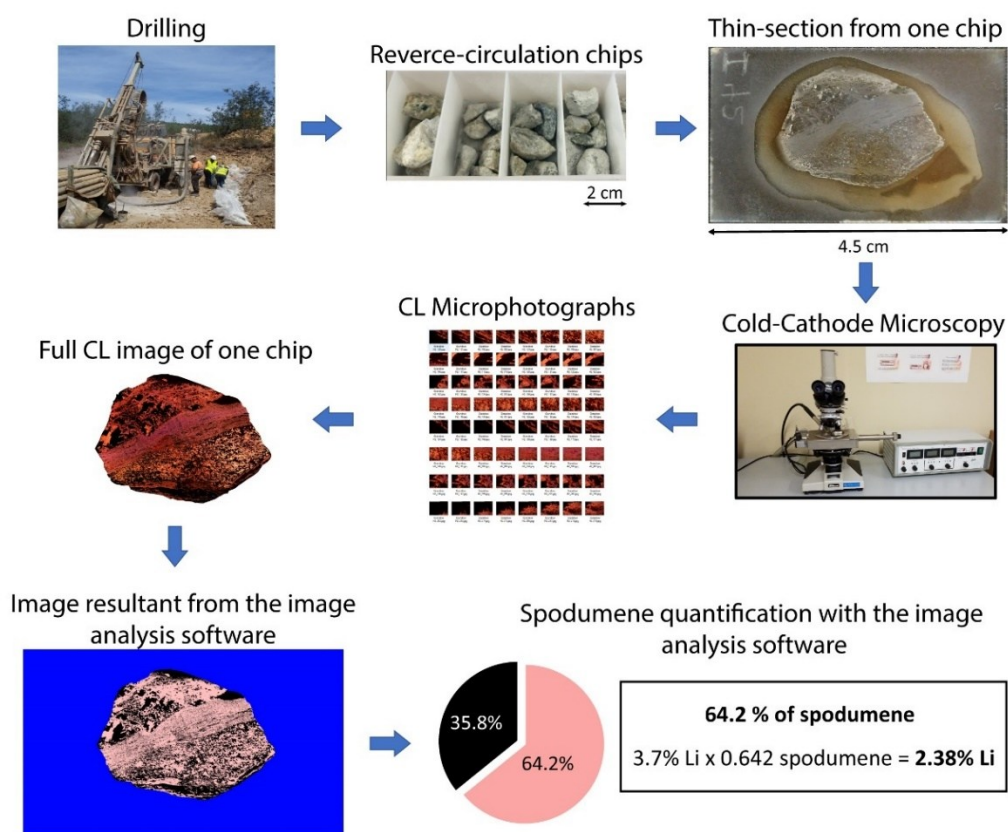 Drilling
Reverce-circulation chips
2 cm
Thin-section from one chip
4.5 cm
Cold-Cathode Microscopy
CL Microphotographs
Full CL image of one chip
Image resultant from the image
analysis software
Spodumene quantification with the image
analysis software
35.8%
64.2%
64.2 % of spodumene
3.7% Li x 0.642 spodumene = 2.38% Li